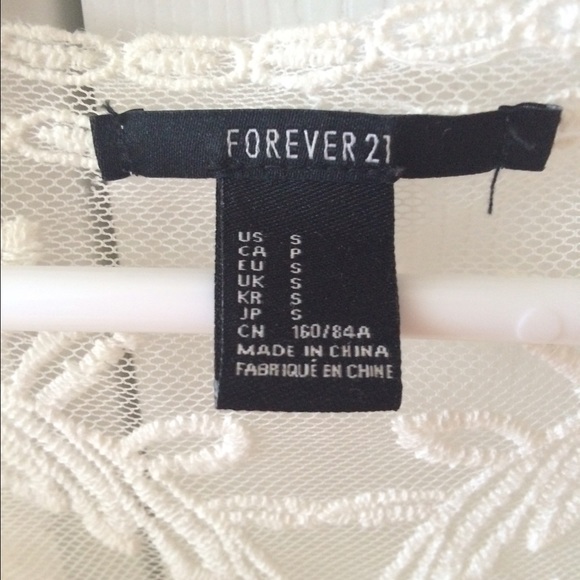 FOREVER 21
US S
CA P
EU S
UK S
KR S
JP S
CN 160/84A
MADE IN CHINA
FABRIQUÉ EN CHINE